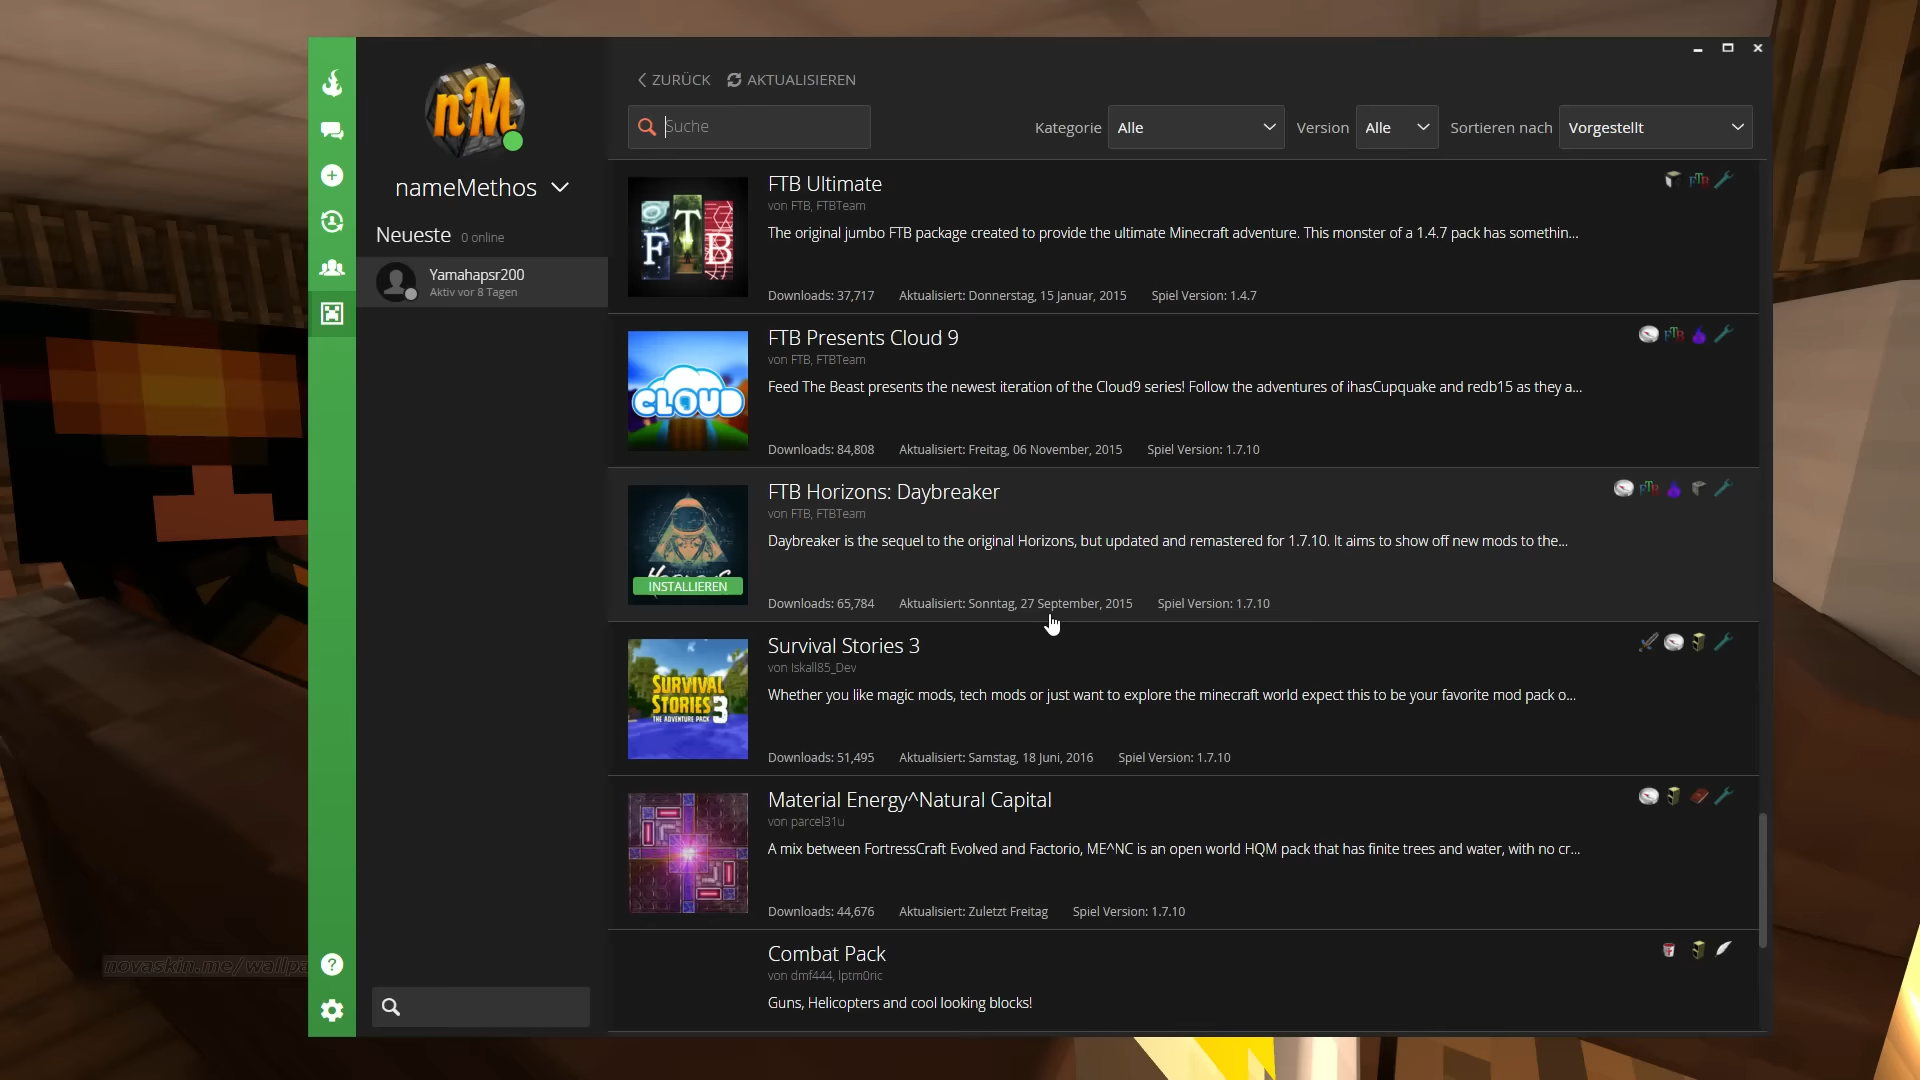 ZURÜCK AKTUALISIEREN
Suche
Kategorie Alle Version Alle Sortieren nach Vorgestellt
nM
nameMethos
Neueste 0 online
Yamahapsr200
Aktiv vor 8 Tagen
FTB
FTB Ultimate
von FTB, FTBTeam
The original jumbo FTB package created to provide the ultimate Minecraft adventure. This monster of a 1.4.7 pack has somethin...
Downloads: 37,717 Aktualisiert: Donnerstag, 15 Januar, 2015 Spiel Version: 1.4.7
CLOUD
FTB Presents Cloud 9
von FTB, FTBTeam
Feed The Beast presents the newest iteration of the Cloud9 series! Follow the adventures of ihasCupquake and redb15 as they a...
Downloads: 84,808 Aktualisiert: Freitag, 06 November, 2015 Spiel Version: 1.7.10
FTB Horizons: Daybreaker
von FTB, FTBTeam
Daybreaker is the sequel to the original Horizons, but updated and remastered for 1.7.10. It aims to show off new mods to the...
INSTALLIEREN
Downloads: 65,784 Aktualisiert: Sonntag, 27 September, 2015 Spiel Version: 1.7.10
SURVIVAL
STORIES 3
THE ADVENTURE PACK
Survival Stories 3
von Iskall85_Dev
Whether you like magic mods, tech mods or just want to explore the minecraft world expect this to be your favorite mod pack o...
Downloads: 51,495 Aktualisiert: Samstag, 18 Juni, 2016 Spiel Version: 1.7.10
Material Energy^Natural Capital
von parcel31u
A mix between FortressCraft Evolved and Factorio, ME^NC is an open world HQM pack that has finite trees and water, with no cr...
Downloads: 44,676 Aktualisiert: Zuletzt Freitag Spiel Version: 1.7.10
Combat Pack
von dmf444, lptm0ric
Guns, Helicopters and cool looking blocks!
novaskin.me/wallpa